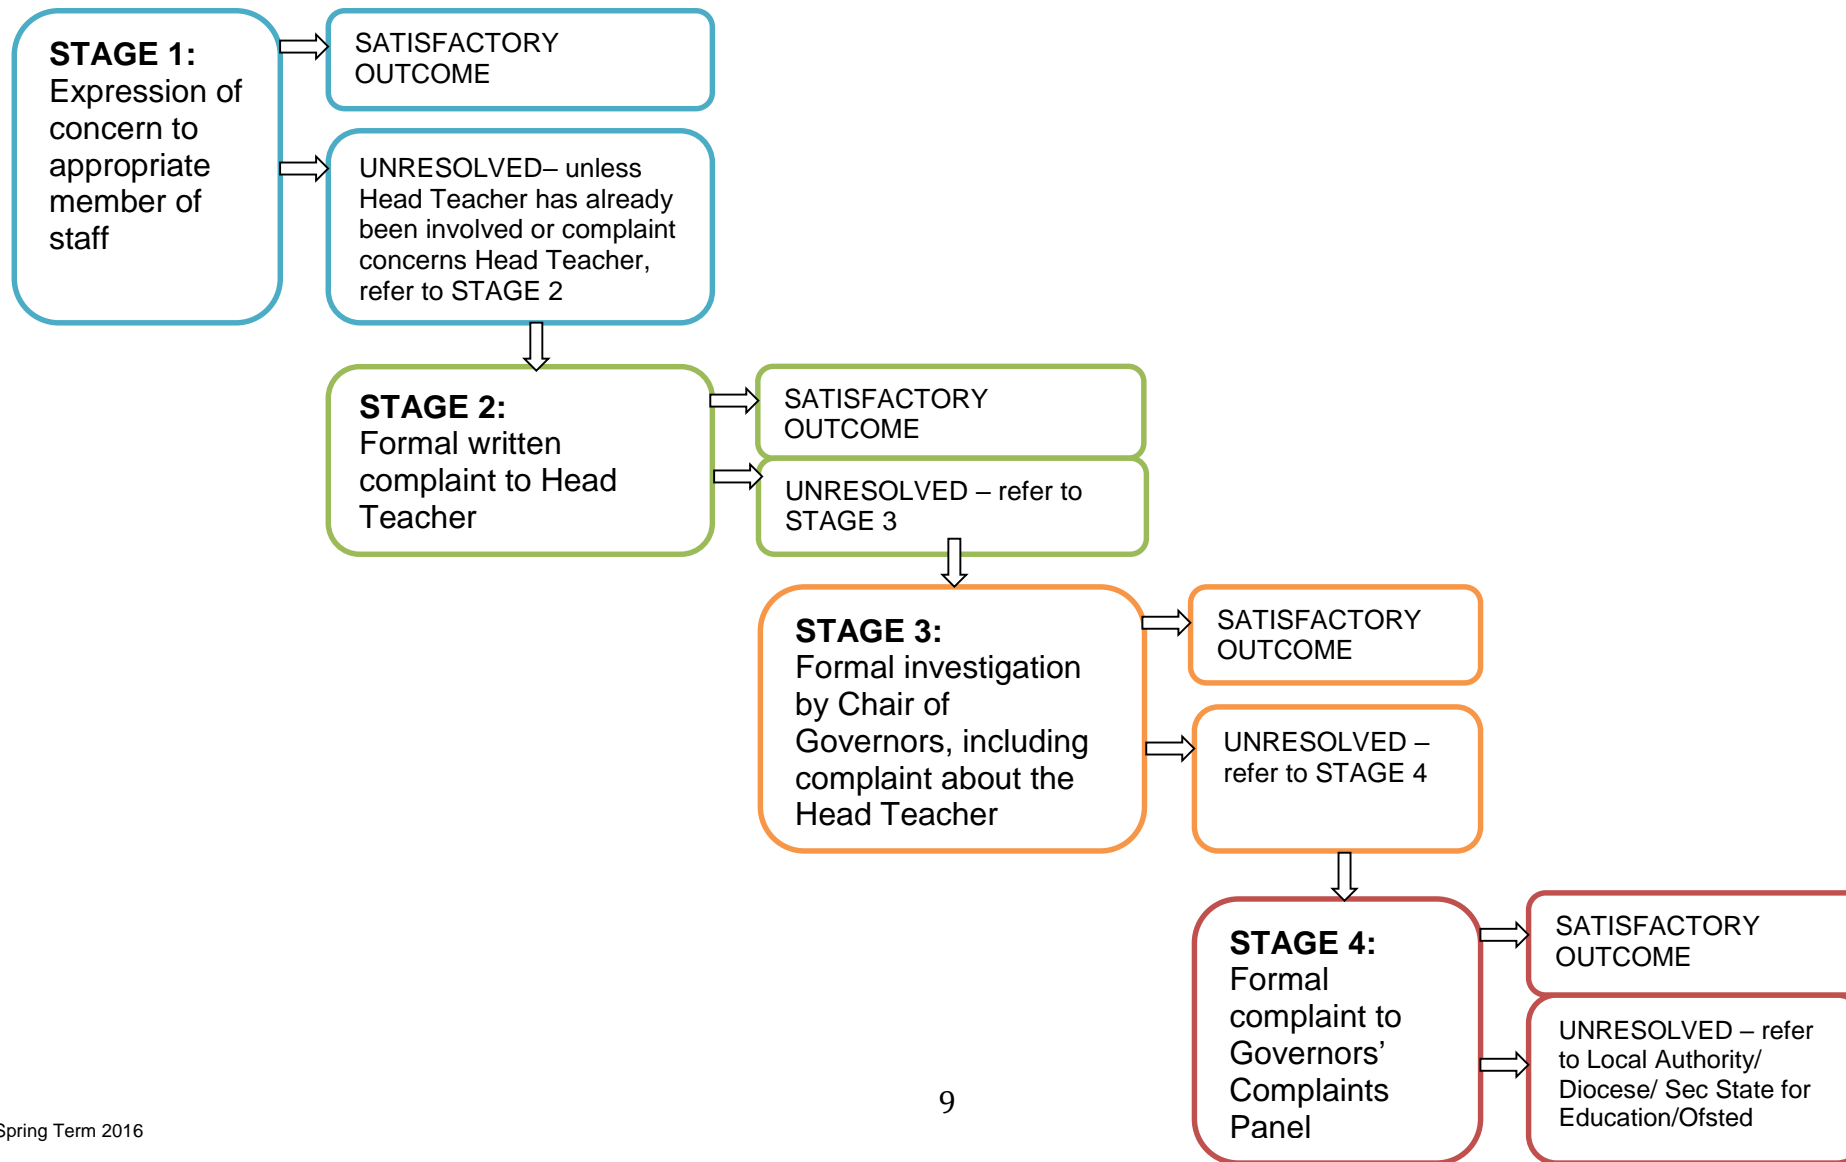 STAGE 1:
Expression of
concern to
appropriate
member of
staff
SATISFACTORY
OUTCOME
UNRESOLVED– unless
Head Teacher has already
been involved or complaint
concerns Head Teacher,
refer to STAGE 2
STAGE 2:
Formal written
complaint to Head
Teacher
SATISFACTORY
OUTCOME
UNRESOLVED – refer to
STAGE 3
STAGE 3:
Formal investigation
by Chair of
Governors, including
complaint about the
Head Teacher
SATISFACTORY
OUTCOME
UNRESOLVED –
refer to STAGE 4
STAGE 4:
Formal
complaint to
Governors’
Complaints
Panel
SATISFACTORY
OUTCOME
UNRESOLVED – refer
to Local Authority/
Diocese/ Sec State for
Education/Ofsted
9
Spring Term 2016